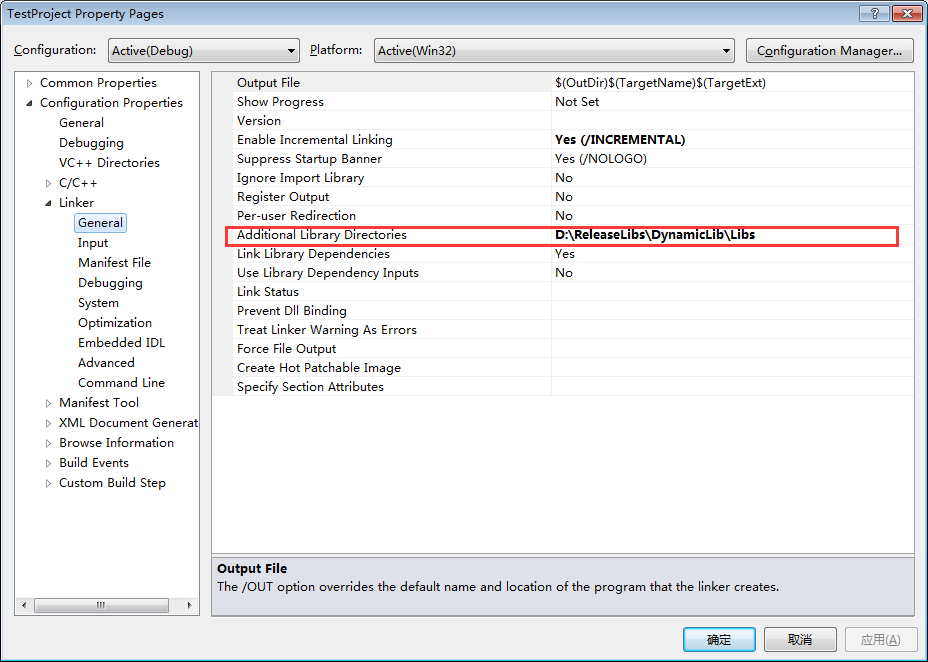 TestProject Property Pages
Configuration: Active(Debug) Platform: Active(Win32) Configuration Manager...
Common Properties
Configuration Properties
General
Debugging
VC++ Directories
C/C++
Linker
General
Input
Manifest File
Debugging
System
Optimization
Embedded IDL
Advanced
Command Line
Manifest Tool
XML Document Generat
Browse Information
Build Events
Custom Build Step
Output File $(OutDir)$(TargetName)$(TargetExt)
Show Progress Not Set
Version
Enable Incremental Linking Yes (/INCREMENTAL)
Suppress Startup Banner Yes (/NOLOGO)
Ignore Import Library No
Register Output No
Per-user Redirection No
Additional Library Directories D:\ReleaseLibs\DynamicLib\Libs
Link Library Dependencies Yes
Use Library Dependency Inputs No
Link Status
Prevent Dll Binding
Treat Linker Warning As Errors
Force File Output
Create Hot Patchable Image
Specify Section Attributes
Output File
The /OUT option overrides the default name and location of the program that the linker creates.
确定 取消 应用(A)